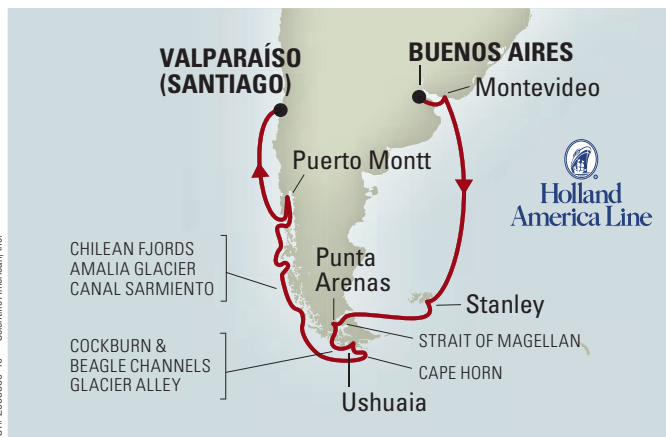 VALPARAÍSO
(SANTIAGO)
BUENOS AIRES
Montevideo
Puerto Montt
Holland
America Line
CHILEAN FJORDS
AMALIA GLACIER
CANAL SARMIENTO
Punta
Arenas
Stanley
STRAIT OF MAGELLAN
COCKBURN &
BEAGLE CHANNELS
GLACIER ALLEY
CAPE HORN
Ushuaia